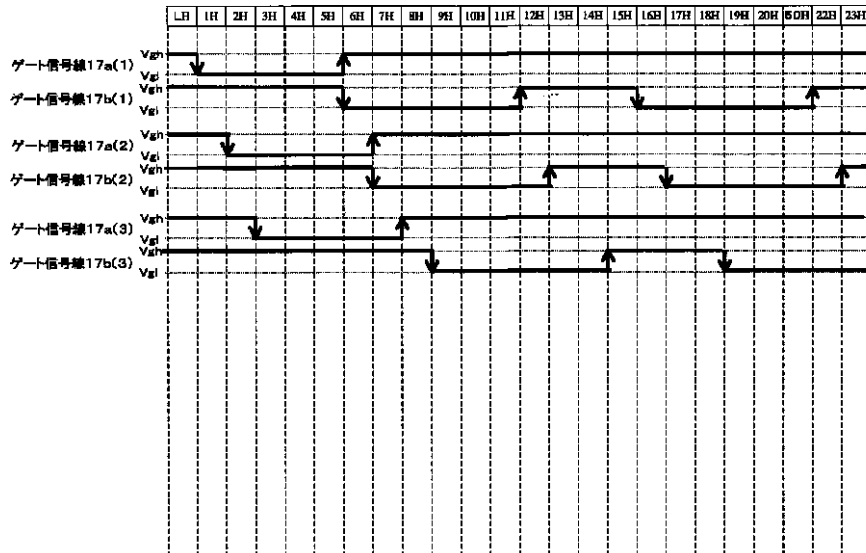 LH 1H 2H 3H 4H 5H 6H 7H 8H 9H 10H 11H 12H 13H 14H 15H 16H 17H 18H 19H 20H 22H 23H
Vgh
ゲート信号線17a(1)
Vgl
Vgh
ゲート信号線17b(1)
Vgl
Vgh
ゲート信号線17a(2)
Vgl
Vgh
ゲート信号線17b(2)
Vgl
Vgh
ゲート信号線17a(3)
Vgl
Vgh
ゲート信号線17b(3)
Vgl